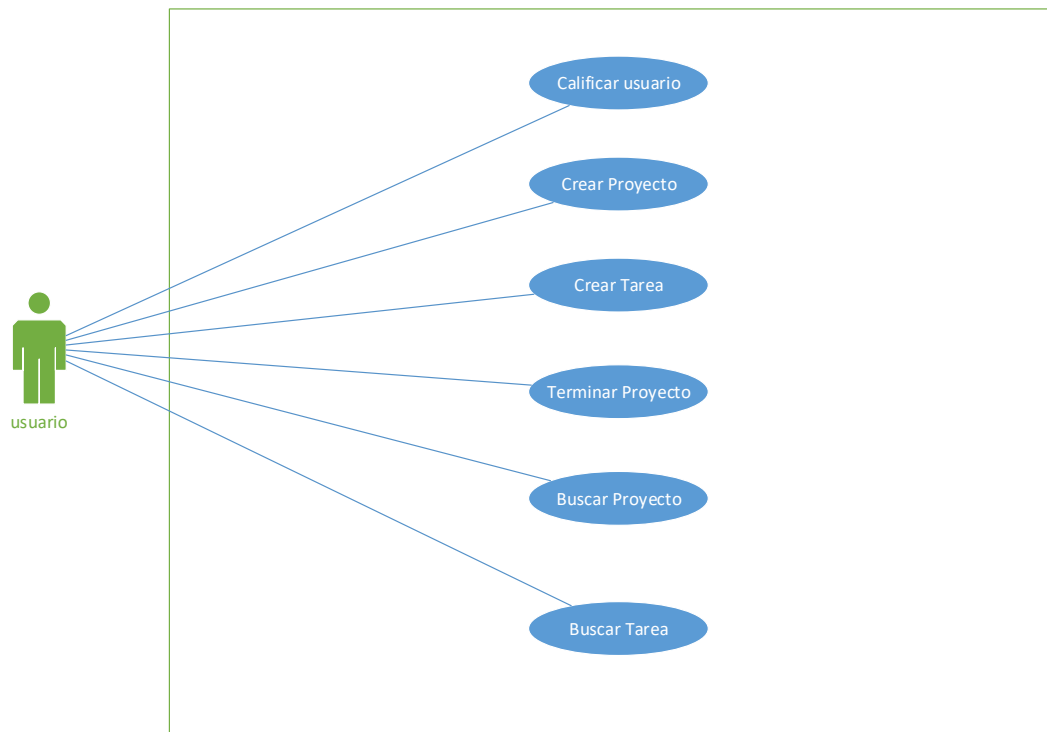 Calificar usuario
Crear Proyecto
Crear Tarea
Terminar Proyecto
usuario
Buscar Proyecto
Buscar Tarea